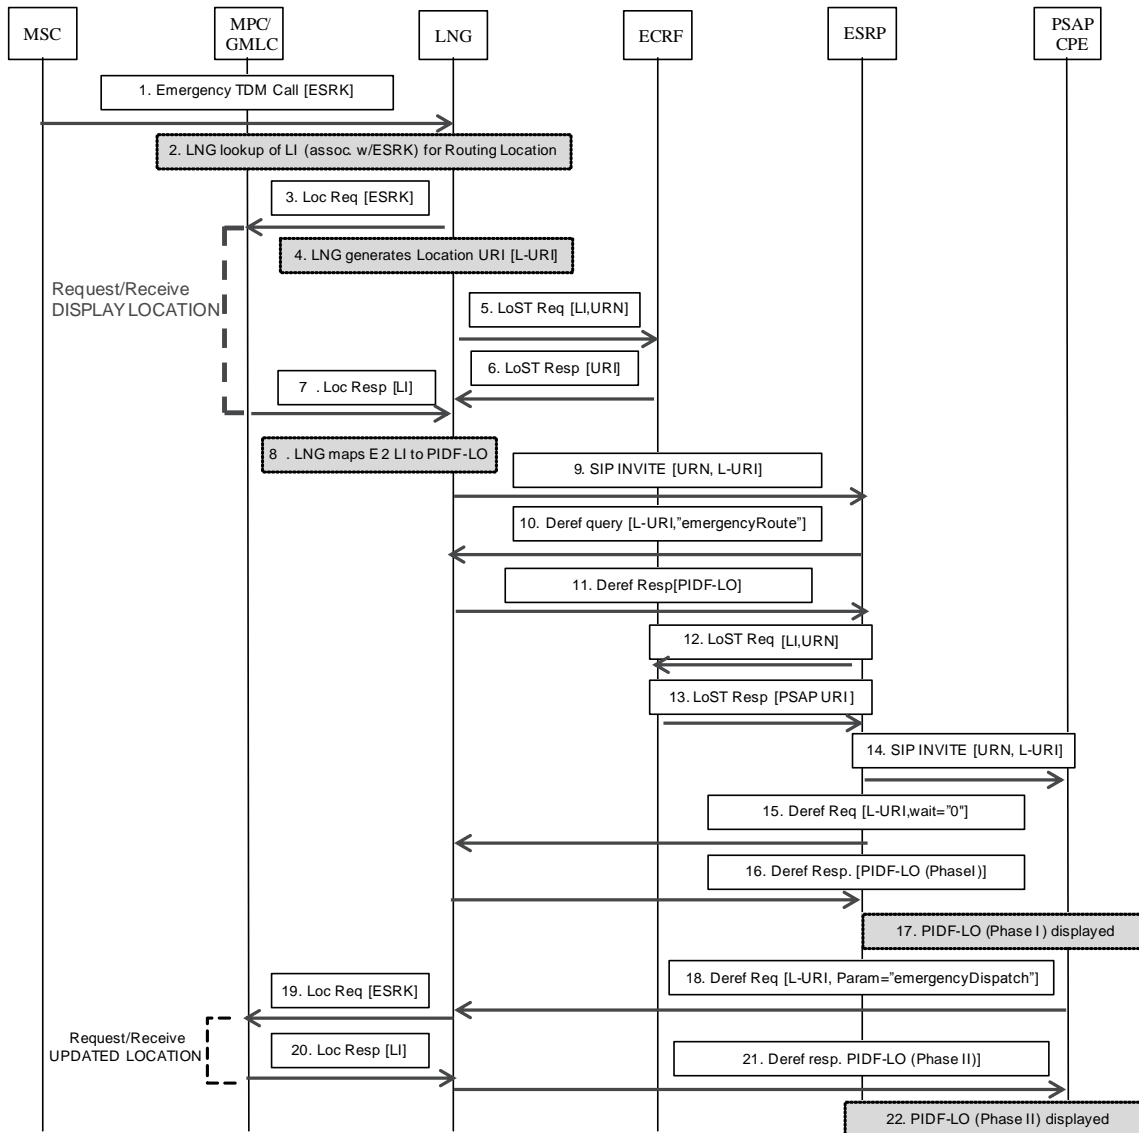 MSC
MPC/
GMLC
LNG
ECRF
ESRP
PSAP
CPE
1. Emergency TDM Call [ESRK]
2. LNG lookup of LI (assoc. w/ESRK) for Routing Location
3. Loc Req [ESRK]
4. LNG generates Location URI [L-URI]
Request/Receive
DISPLAY LOCATION
5. LoST Req [LI,URN]
6. LoST Resp [URI]
7 . Loc Resp [LI]
8 . LNG maps E 2 LI to PIDF-LO
9. SIP INVITE [URN, L-URI]
10. Deref query [L-URI,”emergencyRoute”]
11. Deref Resp[PIDF-LO]
12. LoST Req [LI,URN]
13. LoST Resp [PSAP URI]
14. SIP INVITE [URN, L-URI]
15. Deref Req [L-URI,wait=”0”]
16. Deref Resp. [PIDF-LO (PhaseI)]
17. PIDF-LO (Phase I) displayed
18. Deref Req [L-URI, Param=”emergencyDispatch”]
19. Loc Req [ESRK]
Request/Receive
UPDATED LOCATION
20. Loc Resp [LI]
21. Deref resp. PIDF-LO (Phase II)]
22. PIDF-LO (Phase II) displayed